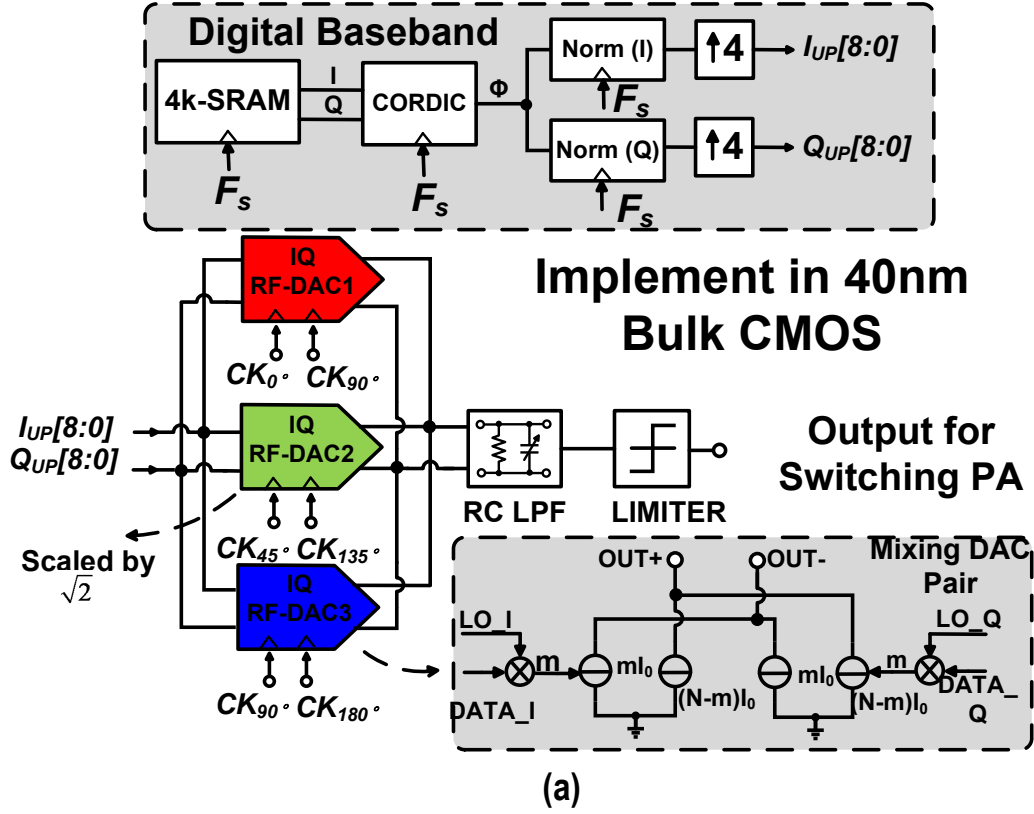 Digital Baseband
4k-SRAM
I
Q
CORDIC
Φ
Norm (I)
↑4
I_UP[8:0]
Norm (Q)
↑4
Q_UP[8:0]
F_s
F_s
F_s
F_s
IQ
RF-DAC1
CK_0°
CK_90°
Implement in 40nm
Bulk CMOS
I_UP[8:0]
Q_UP[8:0]
IQ
RF-DAC2
CK_45°
CK_135°
Scaled by
√2
IQ
RF-DAC3
CK_90°
CK_180°
RC LPF
LIMITER
Output for
Switching PA
Mixing DAC
Pair
OUT+
OUT-
LO_I
m
DATA_I
mI_0
(N-m)I_0
mI_0
(N-m)I_0
m
LO_Q
DATA_
Q
(a)